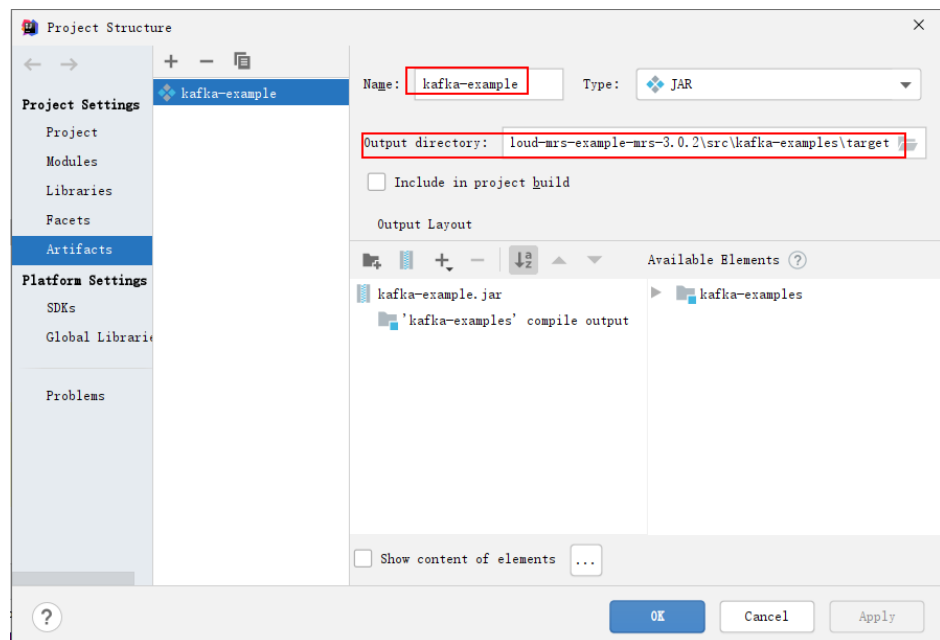 Project Structure
Project Settings
Project
Modules
Libraries
Facets
Artifacts
Platform Settings
SDKs
Global Librarie
Problems
kafka-example
Name: kafka-example Type: JAR
Output directory: loud-mrs-example-mrs-3.0.2\src\kafka-examples\target
Include in project build
Output Layout
Available Elements ?
kafka-example.jar
'kafka-examples' compile output
kafka-examples
Show content of elements ...
? OK Cancel Apply